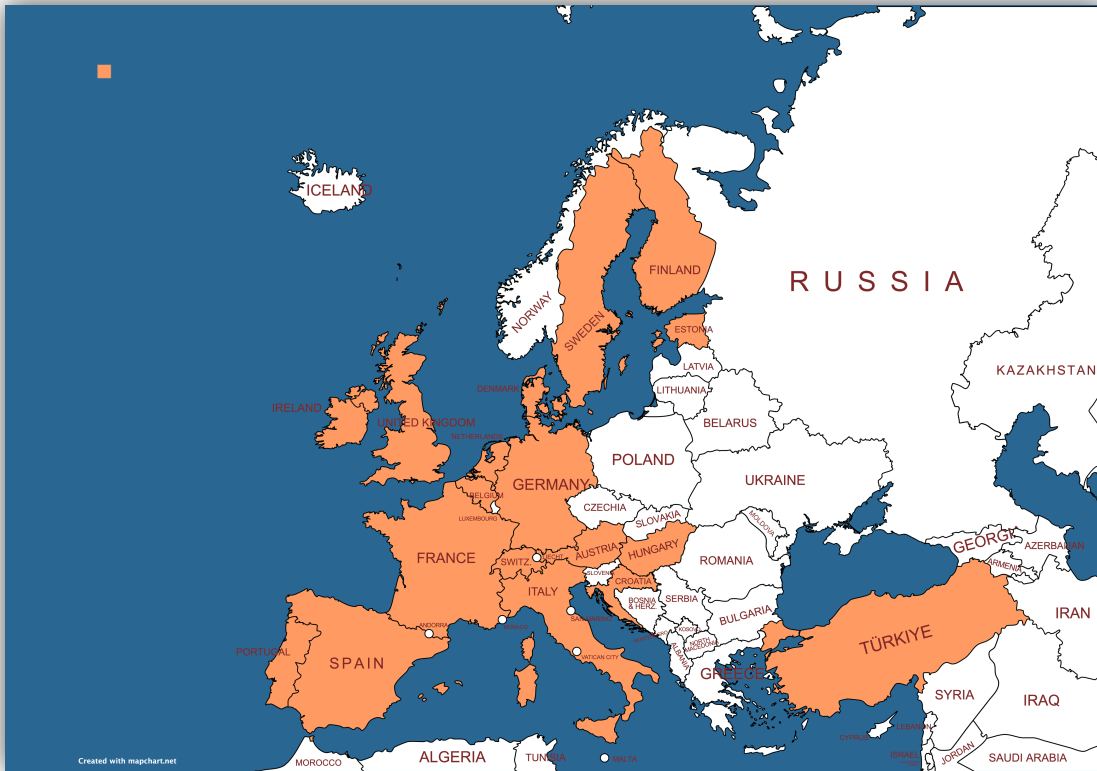 ICELAND
RUSSIA
FINLAND
NORWAY
SWEDEN
ESTONIA
LATVIA
LITHUANIA
KAZAKHSTAN
DENMARK
IRELAND
UNITED KINGDOM
NETHERLANDS
BELARUS
POLAND
GERMANY
BELGIUM
LUXEMBOURG
UKRAINE
CZECHIA
SLOVAKIA
MOLDOVA
FRANCE
SWITZ.
AUSTRIA
HUNGARY
ROMANIA
GEORGI
AZERBAIJAN
ARMENIA
ITALY
CROATIA
BOSNIA
& HERZ.
SERBIA
BULGARIA
KOSOVO
NORTH
MACEDONIA
ALBANIA
GREECE
TÜRKIYE
IRAN
ANDORRA
SAN MARINO
VATICAN CITY
PORTUGAL
SPAIN
SYRIA
IRAQ
CYPRUS
LEBANON
ISRAEL
JORDAN
SAUDI ARABIA
MOROCCO
ALGERIA
TUNISIA
MALTA
Created with mapchart.net